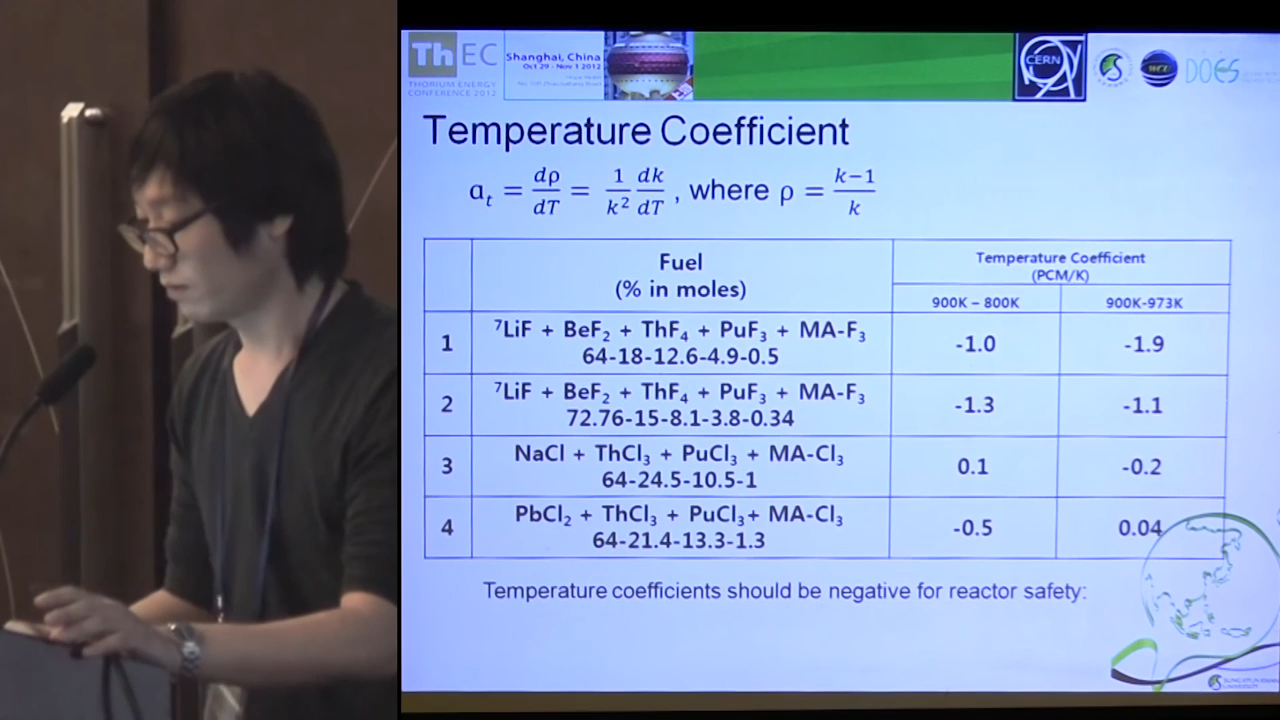 ThEC
THORIUM ENERGY
CONFERENCE 2012
Shanghai, China
Oct 29 - Nov 1 2012
CERN
WCU
DOES
Temperature Coefficient
α_t = dρ/dT = 1/k² dk/dT , where ρ = k−1/k
Fuel
(% in moles)
Temperature Coefficient
(PCM/K)
900K – 800K
900K-973K
1
⁷LiF + BeF₂ + ThF₄ + PuF₃ + MA-F₃
64-18-12.6-4.9-0.5
-1.0
-1.9
2
⁷LiF + BeF₂ + ThF₄ + PuF₃ + MA-F₃
72.76-15-8.1-3.8-0.34
-1.3
-1.1
3
NaCl + ThCl₃ + PuCl₃ + MA-Cl₃
64-24.5-10.5-1
0.1
-0.2
4
PbCl₂ + ThCl₃ + PuCl₃+ MA-Cl₃
64-21.4-13.3-1.3
-0.5
0.04
Temperature coefficients should be negative for reactor safety:
UNIVERSITY